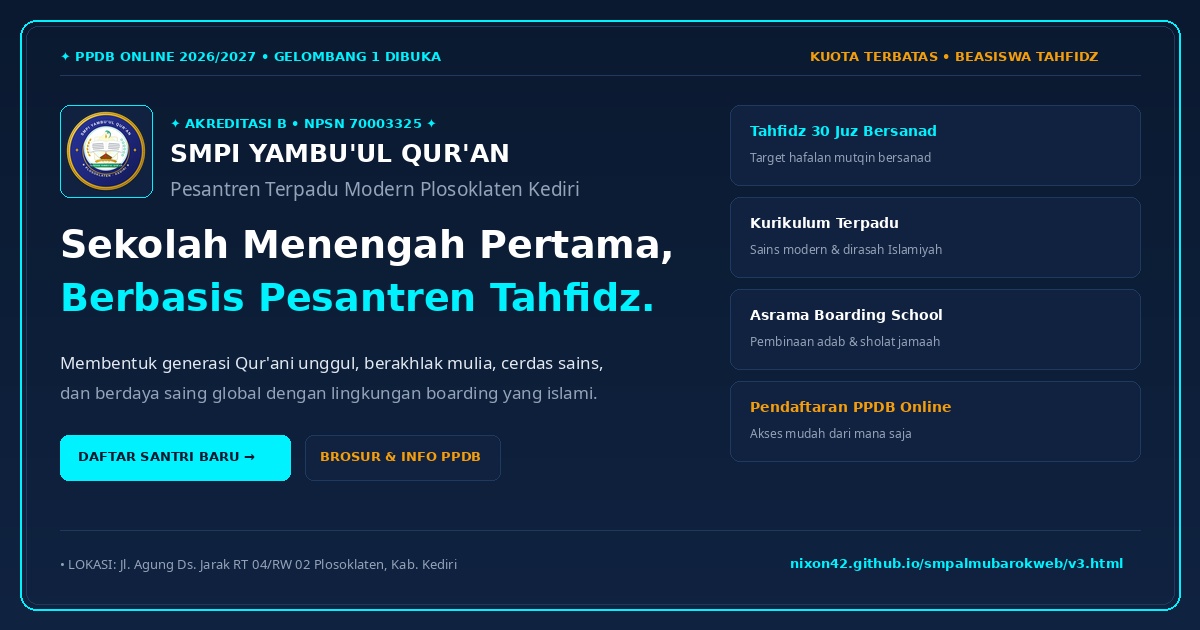 ✦ PPDB ONLINE 2026/2027 • GELOMBANG 1 DIBUKA
KUOTA TERBATAS • BEASISWA TAHFIDZ
SMPI YAMBU'UL QUR'AN
✦ AKREDITASI B • NPSN 70003325 ✦
SMPI YAMBU'UL QUR'AN
Pesantren Terpadu Modern Plosoklaten Kediri
Sekolah Menengah Pertama,
Berbasis Pesantren Tahfidz.
Membentuk generasi Qur'ani unggul, berakhlak mulia, cerdas sains,
dan berdaya saing global dengan lingkungan boarding yang islami.
DAFTAR SANTRI BARU →
BROSUR & INFO PPDB
Tahfidz 30 Juz Bersanad
Target hafalan mutqin bersanad
Kurikulum Terpadu
Sains modern & dirasah Islamiyah
Asrama Boarding School
Pembinaan adab & sholat jamaah
Pendaftaran PPDB Online
Akses mudah dari mana saja
• LOKASI: Jl. Agung Ds. Jarak RT 04/RW 02 Plosoklaten, Kab. Kediri
nixon42.github.io/smpalmubarokweb/v3.html